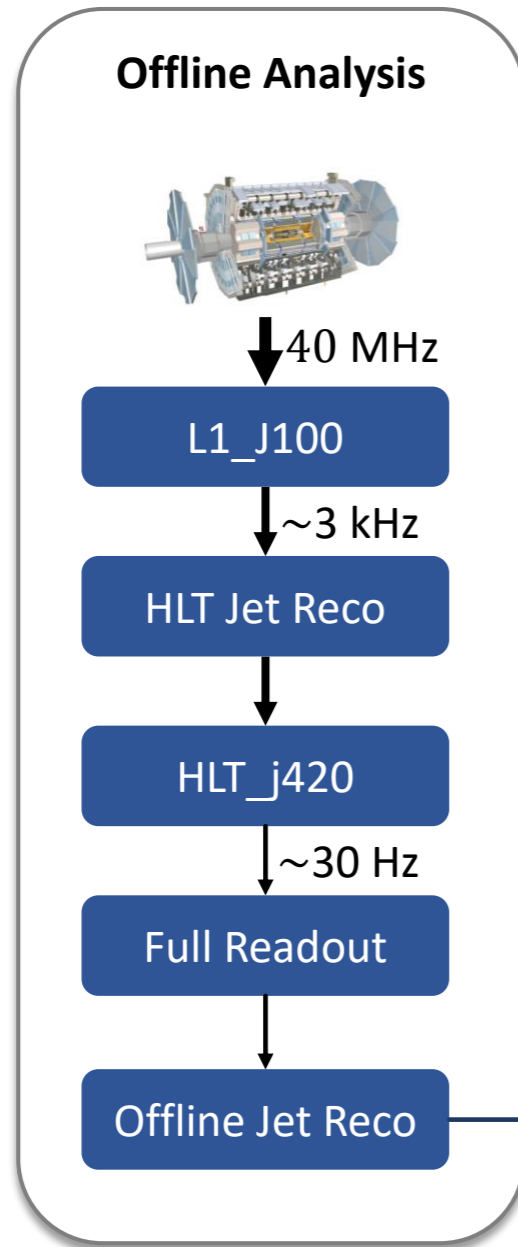 Offline Analysis
40 MHz
L1_J100
~3 kHz
HLT Jet Reco
HLT_j420
~30 Hz
Full Readout
Offline Jet Reco